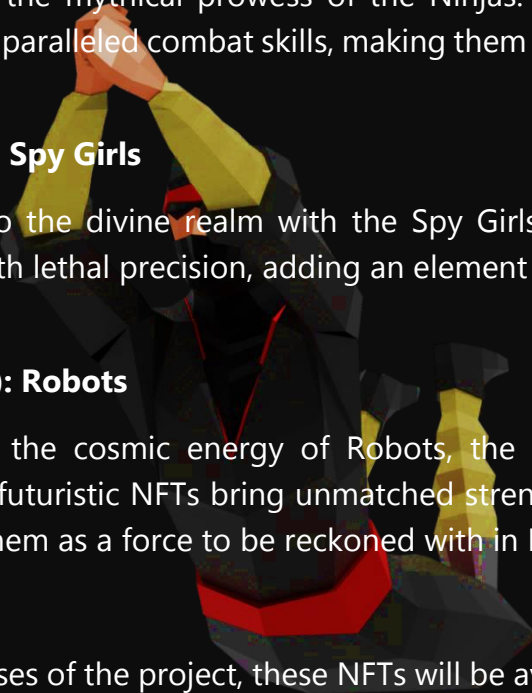 the mythical prowess of the Ninjas.
paralleled combat skills, making them
Spy Girls
o the divine realm with the Spy Girls
th lethal precision, adding an element
): Robots
the cosmic energy of Robots, the
futuristic NFTs bring unmatched stren
hem as a force to be reckoned with in
ses of the project, these NFTs will be av